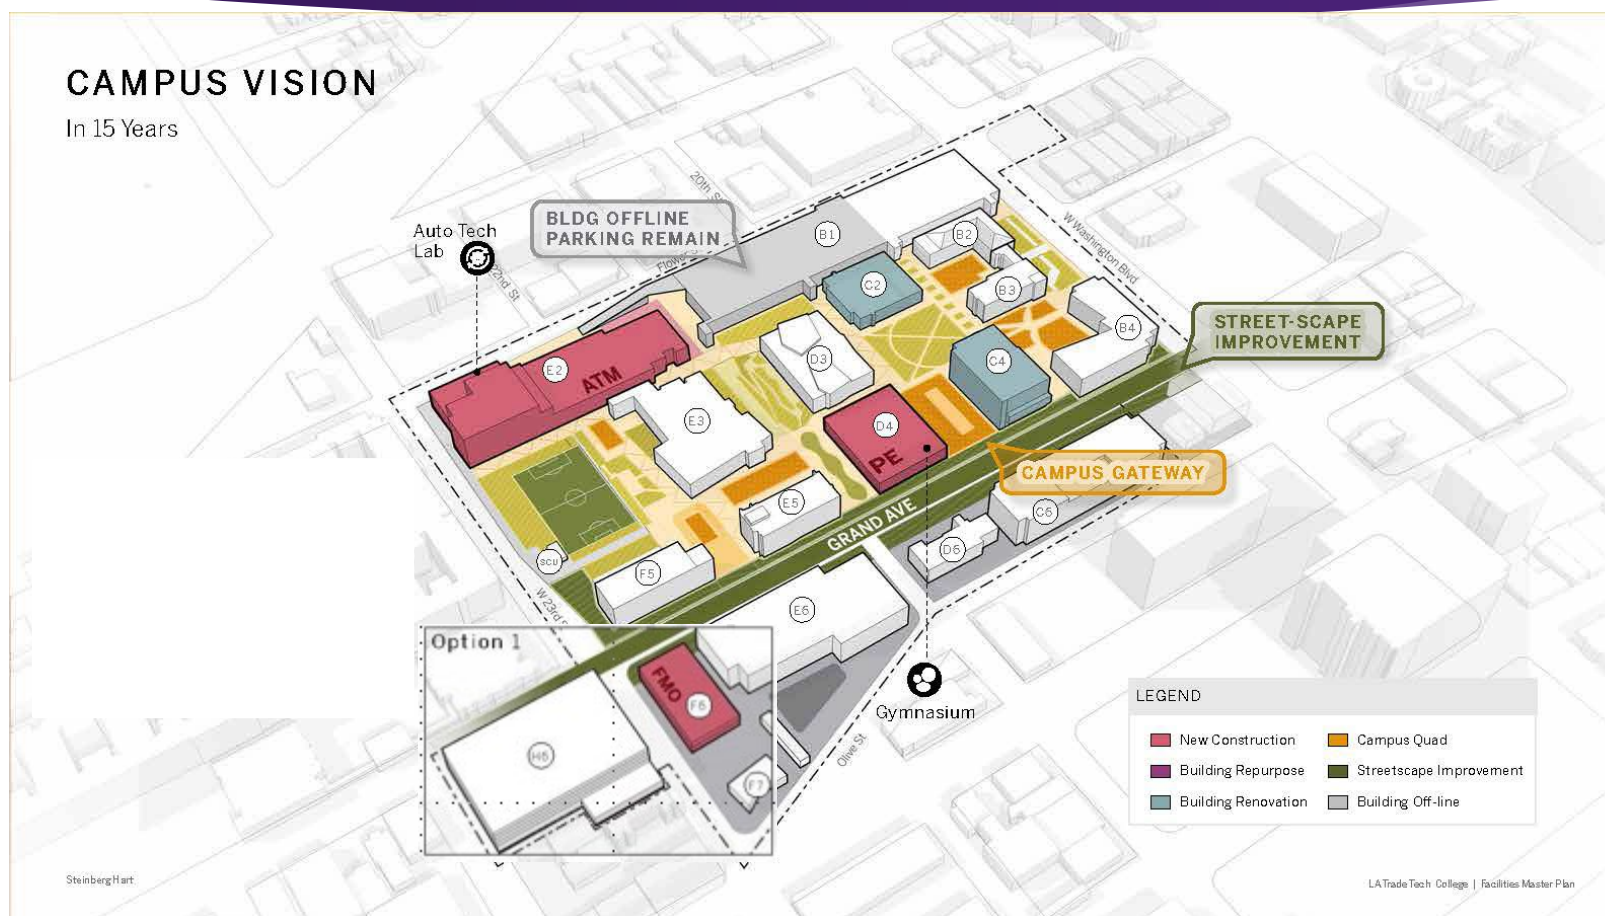 CAMPUS VISION
In 15 Years
20th St
BLDG OFFLINE
PARKING REMAIN
Auto Tech
Lab
22nd St
Flower
W Washington Blvd
B1
B2
C2
B3
B4
STREET-SCAPE
IMPROVEMENT
E2
ATM
D3
C4
E3
D4
PE
CAMPUS GATEWAY
E5
GRAND AVE
C6
D6
SCU
F5
W 23rd S
E6
Option 1
FMO
F6
H6
F7
Gymnasium
Olive St
LEGEND
New Construction
Campus Quad
Building Repurpose
Streetscape Improvement
Building Renovation
Building Off-line
SteinbergHart
LA Trade Tech College | Facilities Master Plan